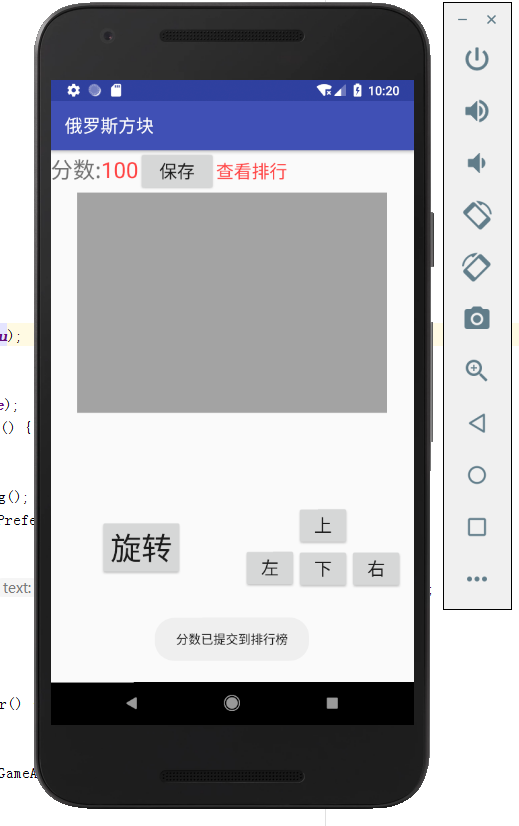 10:20
俄罗斯方块
分数:100 保存 查看排行
u);
e);
() {
g();
Prefe
上
旋转
左 下 右
text:
;
分数已提交到排行榜
r()
GameA